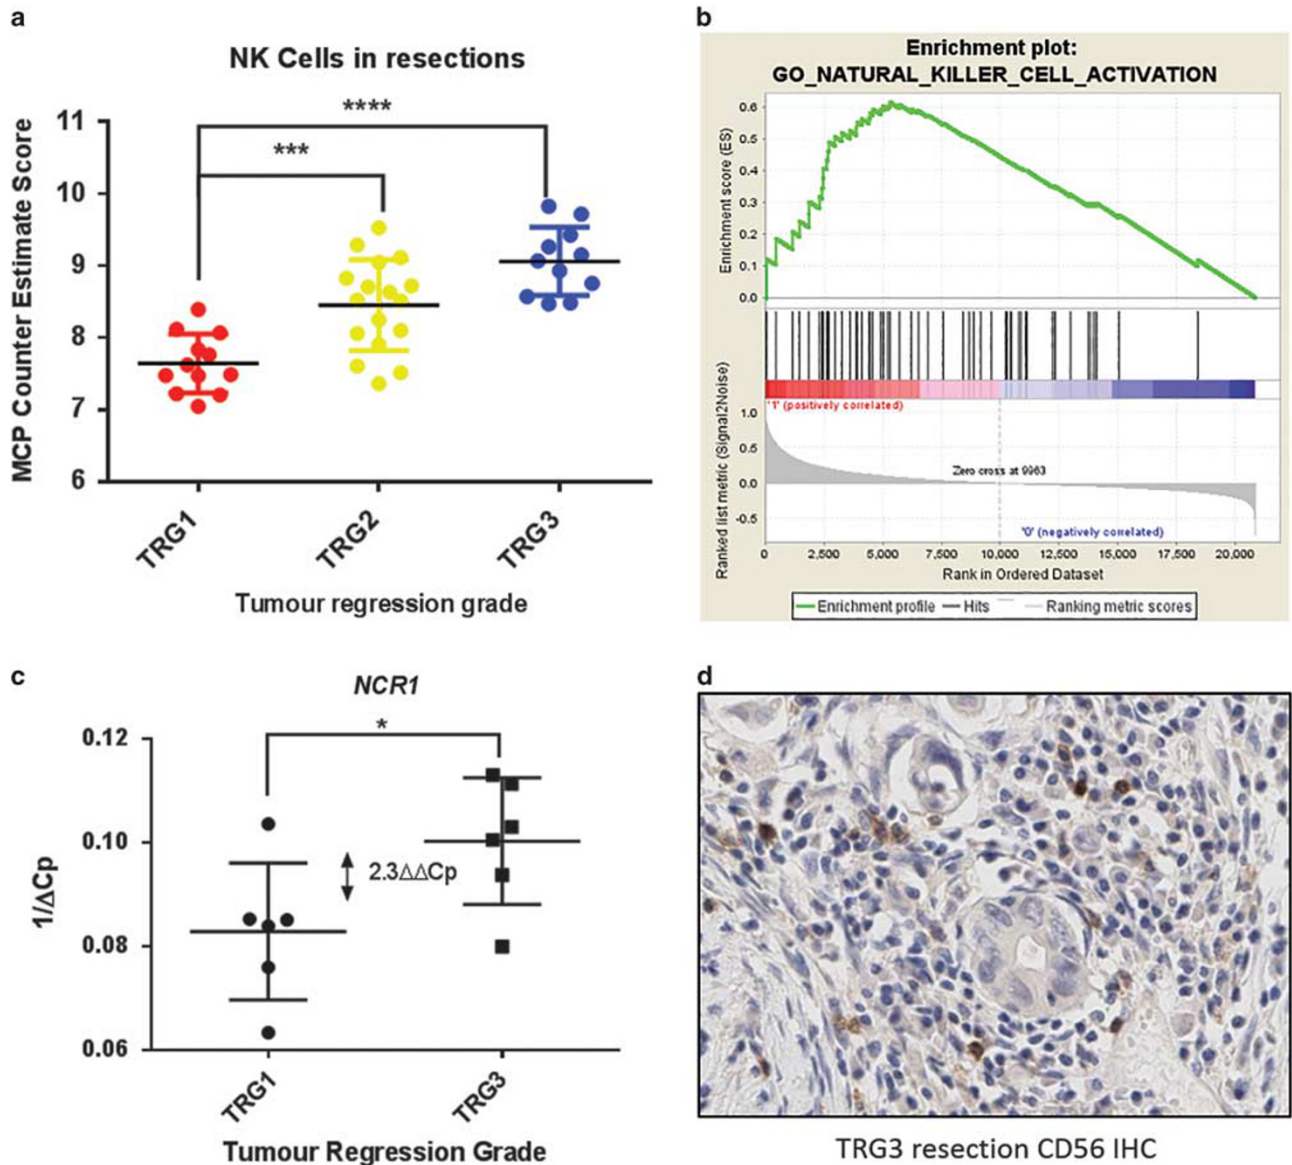 a
NK Cells in resections
****
***
MCP Counter Estimate Score
11
10
9
8
7
6
TRG1
TRG2
TRG3
Tumour regression grade
b
Enrichment plot:
GO_NATURAL_KILLER_CELL_ACTIVATION
Enrichment score (ES)
0.6
0.5
0.4
0.3
0.2
0.1
0.0
'1' (positively correlated)
Ranked list metric (Signal2Noise)
1.0
0.5
0.0
-0.5
Zero cross at 9963
'0' (negatively correlated)
0 2,500 5,000 7,500 10,000 12,500 15,000 17,500 20,000
Rank in Ordered Dataset
Enrichment profile Hits Ranking metric scores
c
NCR1
*
1/ΔCp
0.12
0.10
0.08
0.06
2.3ΔΔCp
TRG1
TRG3
Tumour Regression Grade
d
TRG3 resection CD56 IHC